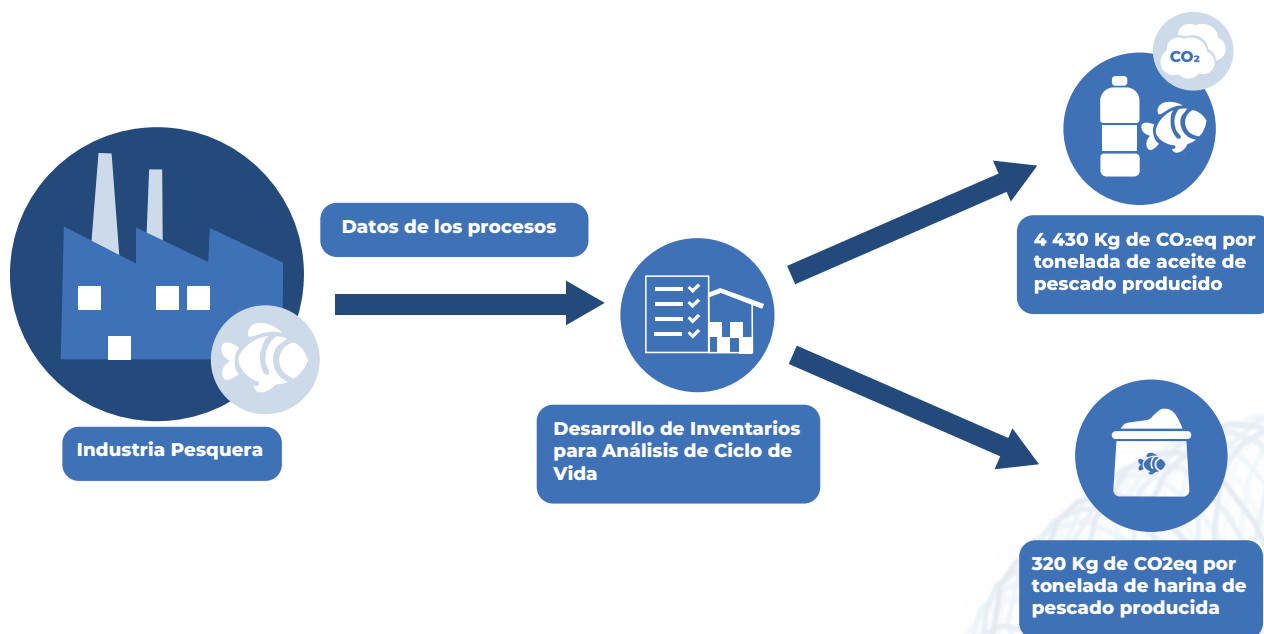 CO₂
4 430 Kg de CO₂eq por
tonelada de aceite de
pescado producido
Datos de los procesos
Industria Pesquera
Desarrollo de Inventarios
para Análisis de Ciclo de
Vida
320 Kg de CO2eq por
tonelada de harina de
pescado producida